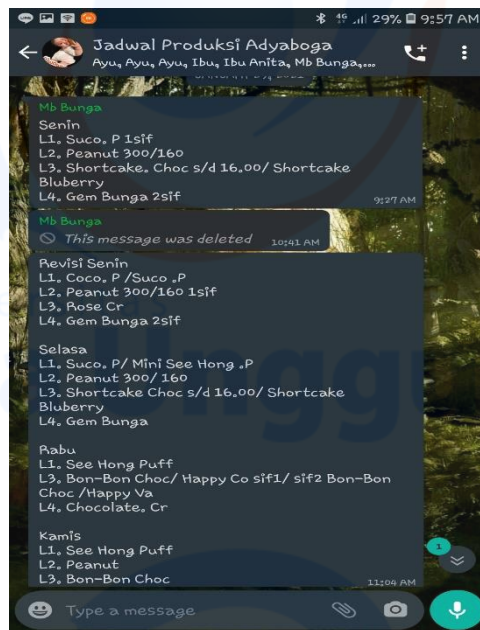 4G 29% 9:57 AM
Jadwal Produksi Adyaboga
Ayu, Ayu, Ayu, Ibu, Ibu Anita, Mb Bunga,...
Mb Bunga
Senin
L1. Suco. P 1sif
L2. Peanut 300/160
L3. Shortcake. Choc s/d 16.00/ Shortcake
Bluberry
L4. Gem Bunga 2sif
9:27 AM
Mb Bunga
This message was deleted 10:41 AM
Revisi Senin
L1. Coco. P /Suco .P
L2. Peanut 300/160 1sif
L3. Rose Cr
L4. Gem Bunga 2sif
Selasa
L1. Suco. P/ Mini See Hong .P
L2. Peanut 300/ 160
L3. Shortcake Choc s/d 16.00/ Shortcake
Bluberry
L4. Gem Bunga
Rabu
L1. See Hong Puff
L3. Bon-Bon Choc/ Happy Co sif1/ sif2 Bon-Bon
Choc /Happy Va
L4. Chocolate. Cr
Kamis
L1. See Hong Puff
L2. Peanut
L3. Bon-Bon Choc
11:04 AM
1
Type a message